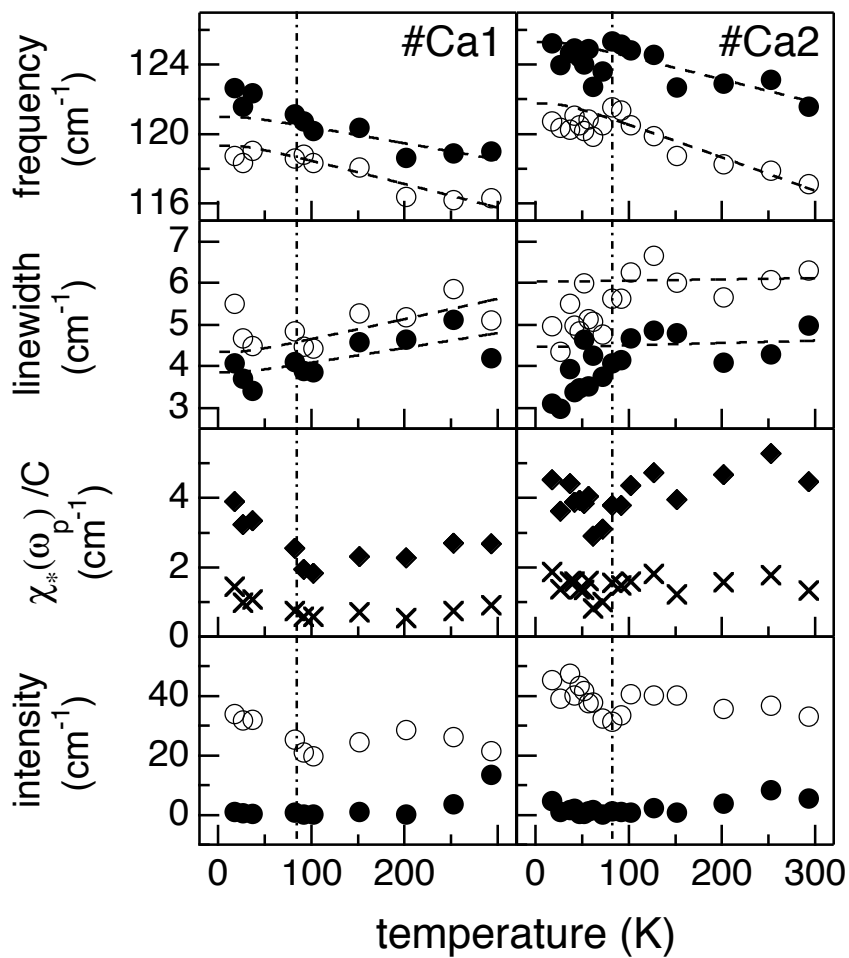 #Ca1
#Ca2
frequency
(cm-1)
124
120
116
linewidth
(cm-1)
7
6
5
4
3
χ*(ωp)/C
(cm-1)
4
2
0
intensity
(cm-1)
40
20
0
0 100 200 0 100 200 300
temperature (K)